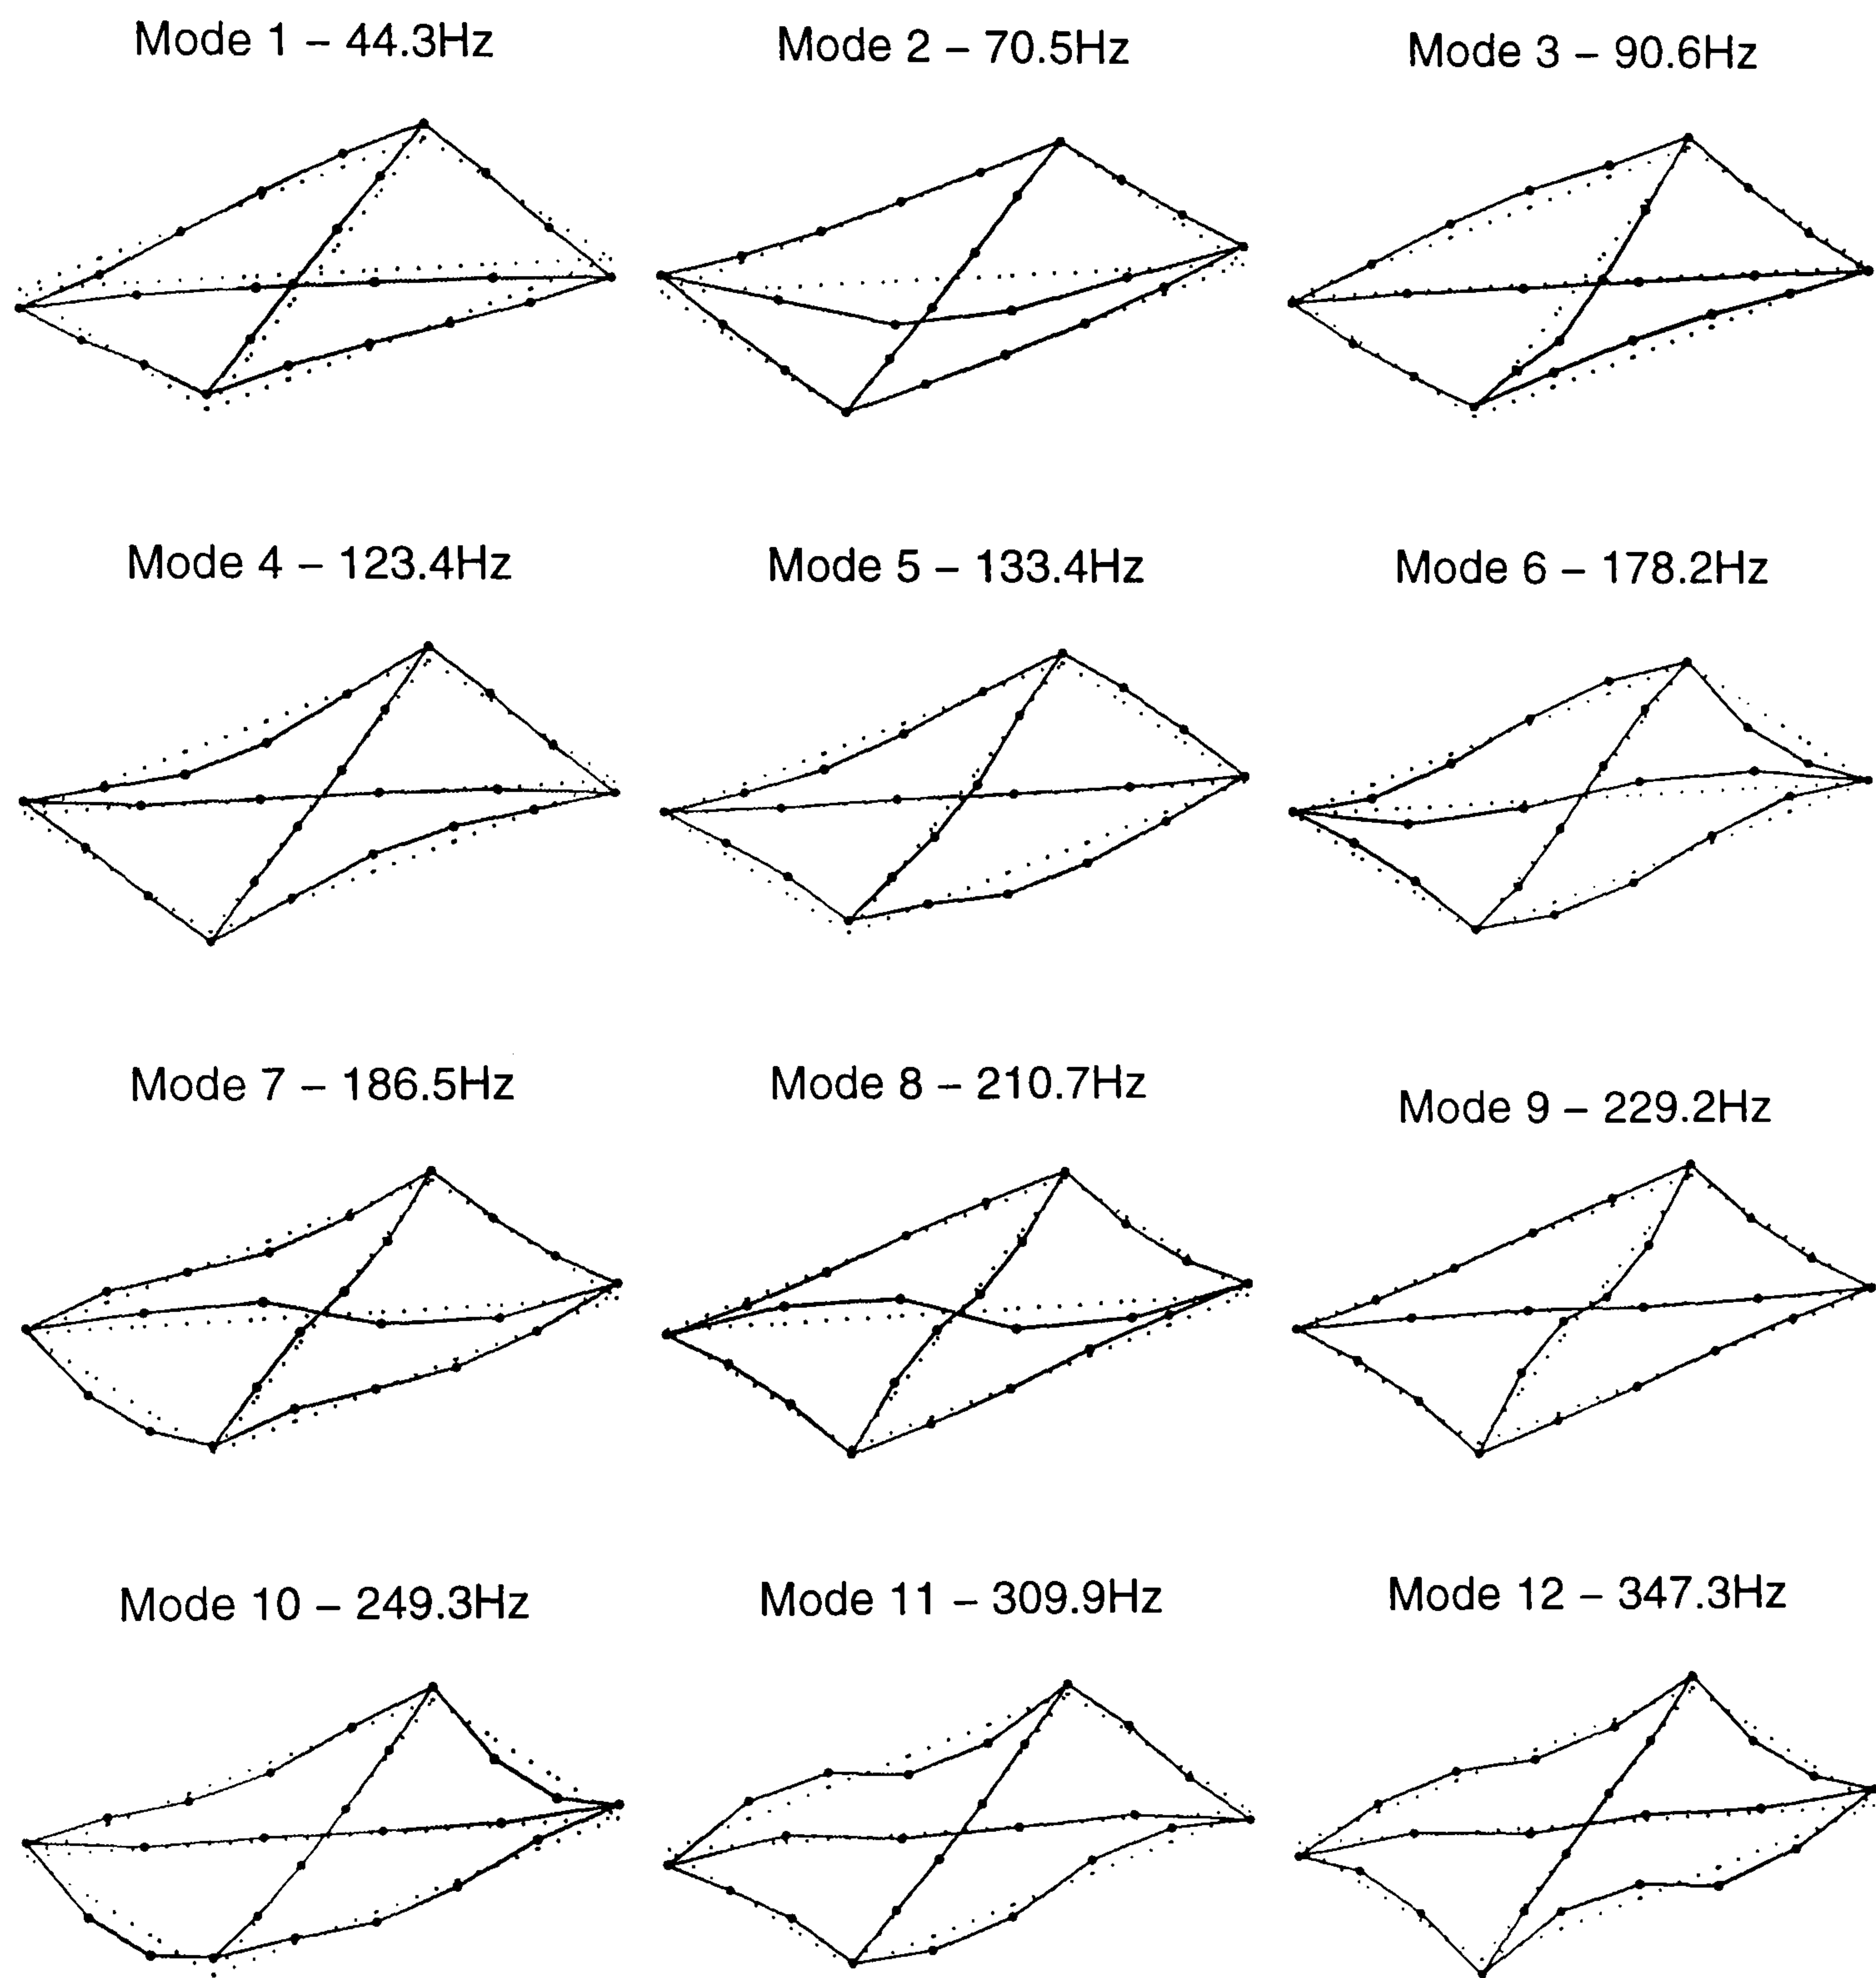 Mode 1 – 44.3Hz
Mode 2 – 70.5Hz
Mode 3 – 90.6Hz
Mode 4 – 123.4Hz
Mode 5 – 133.4Hz
Mode 6 – 178.2Hz
Mode 7 – 186.5Hz
Mode 8 – 210.7Hz
Mode 9 – 229.2Hz
Mode 10 – 249.3Hz
Mode 11 – 309.9Hz
Mode 12 – 347.3Hz